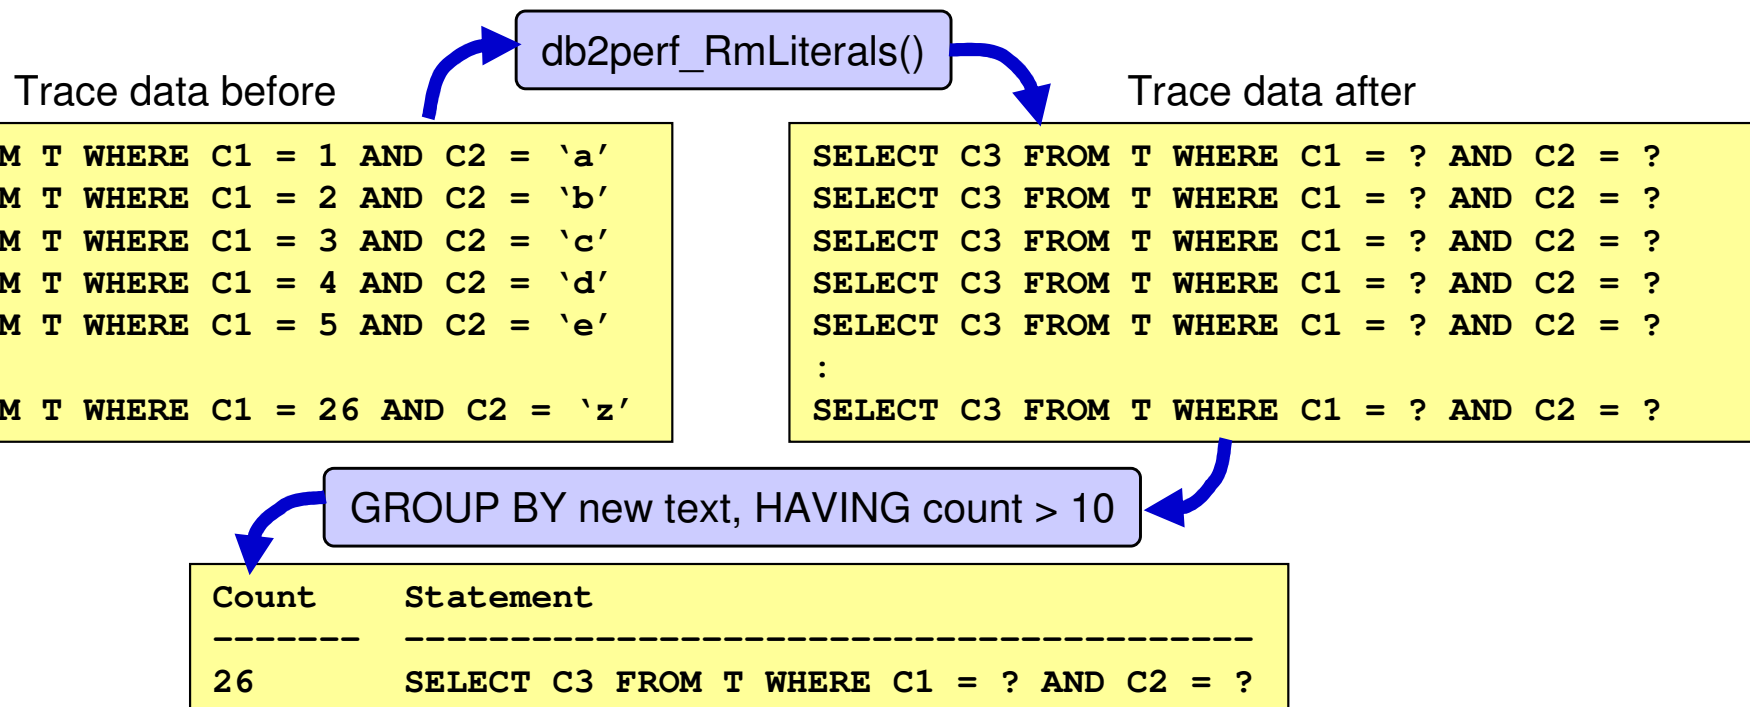 db2perf_RmLiterals()
Trace data before
M T WHERE C1 = 1 AND C2 = `a’
M T WHERE C1 = 2 AND C2 = `b’
M T WHERE C1 = 3 AND C2 = `c’
M T WHERE C1 = 4 AND C2 = `d’
M T WHERE C1 = 5 AND C2 = `e’
M T WHERE C1 = 26 AND C2 = `z’
Trace data after
SELECT C3 FROM T WHERE C1 = ? AND C2 = ?
SELECT C3 FROM T WHERE C1 = ? AND C2 = ?
SELECT C3 FROM T WHERE C1 = ? AND C2 = ?
SELECT C3 FROM T WHERE C1 = ? AND C2 = ?
SELECT C3 FROM T WHERE C1 = ? AND C2 = ?
:
SELECT C3 FROM T WHERE C1 = ? AND C2 = ?
GROUP BY new text, HAVING count > 10
Count Statement
------- ----------------------------------------
26 SELECT C3 FROM T WHERE C1 = ? AND C2 = ?